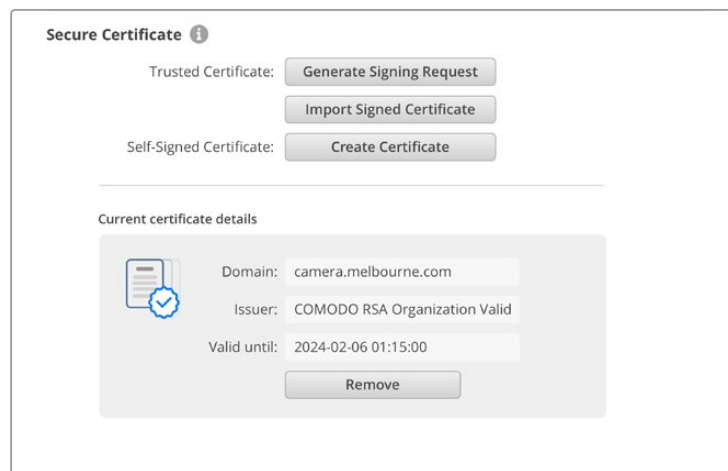 Secure Certificate
Trusted Certificate: Generate Signing Request
Import Signed Certificate
Self-Signed Certificate: Create Certificate
Current certificate details
Domain: camera.melbourne.com
Issuer: COMODO RSA Organization Valid
Valid until: 2024-02-06 01:15:00
Remove